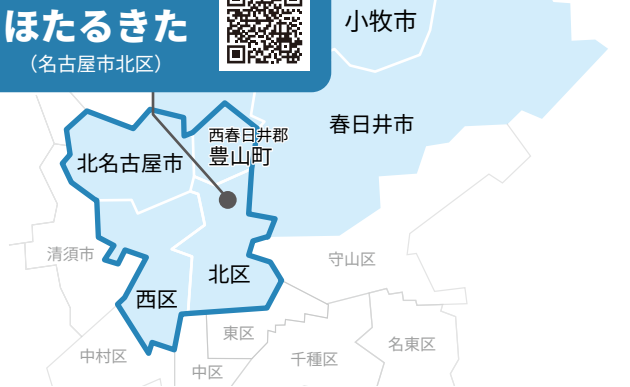 ほたるきた
（名古屋市北区）
小牧市
春日井市
西春日井郡
豊山町
北名古屋市
清須市
守山区
北区
西区
東区
名東区
中村区
千種区
中区